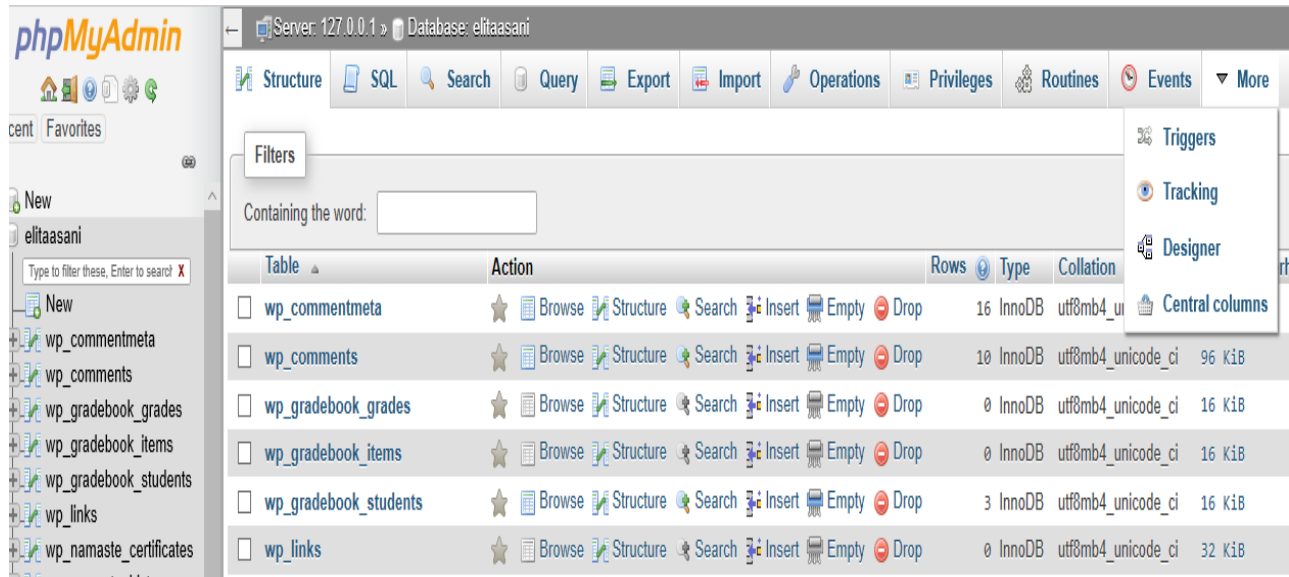 phpMyAdmin
cent Favorites
New
elitaasani
Type to filter these, Enter to search X
New
wp_commentmeta
wp_comments
wp_gradebook_grades
wp_gradebook_items
wp_gradebook_students
wp_links
wp_namaste_certificates
Server: 127.0.0.1 » Database: elitaasani
Structure SQL Search Query Export Import Operations Privileges Routines Events More
Triggers
Tracking
Designer
Central columns
Filters
Containing the word:
Table Action Rows Type Collation
wp_commentmeta Browse Structure Search Insert Empty Drop 16 InnoDB utf8mb4_u
wp_comments Browse Structure Search Insert Empty Drop 10 InnoDB utf8mb4_unicode_ci 96 KiB
wp_gradebook_grades Browse Structure Search Insert Empty Drop 0 InnoDB utf8mb4_unicode_ci 16 KiB
wp_gradebook_items Browse Structure Search Insert Empty Drop 0 InnoDB utf8mb4_unicode_ci 16 KiB
wp_gradebook_students Browse Structure Search Insert Empty Drop 3 InnoDB utf8mb4_unicode_ci 16 KiB
wp_links Browse Structure Search Insert Empty Drop 0 InnoDB utf8mb4_unicode_ci 32 KiB